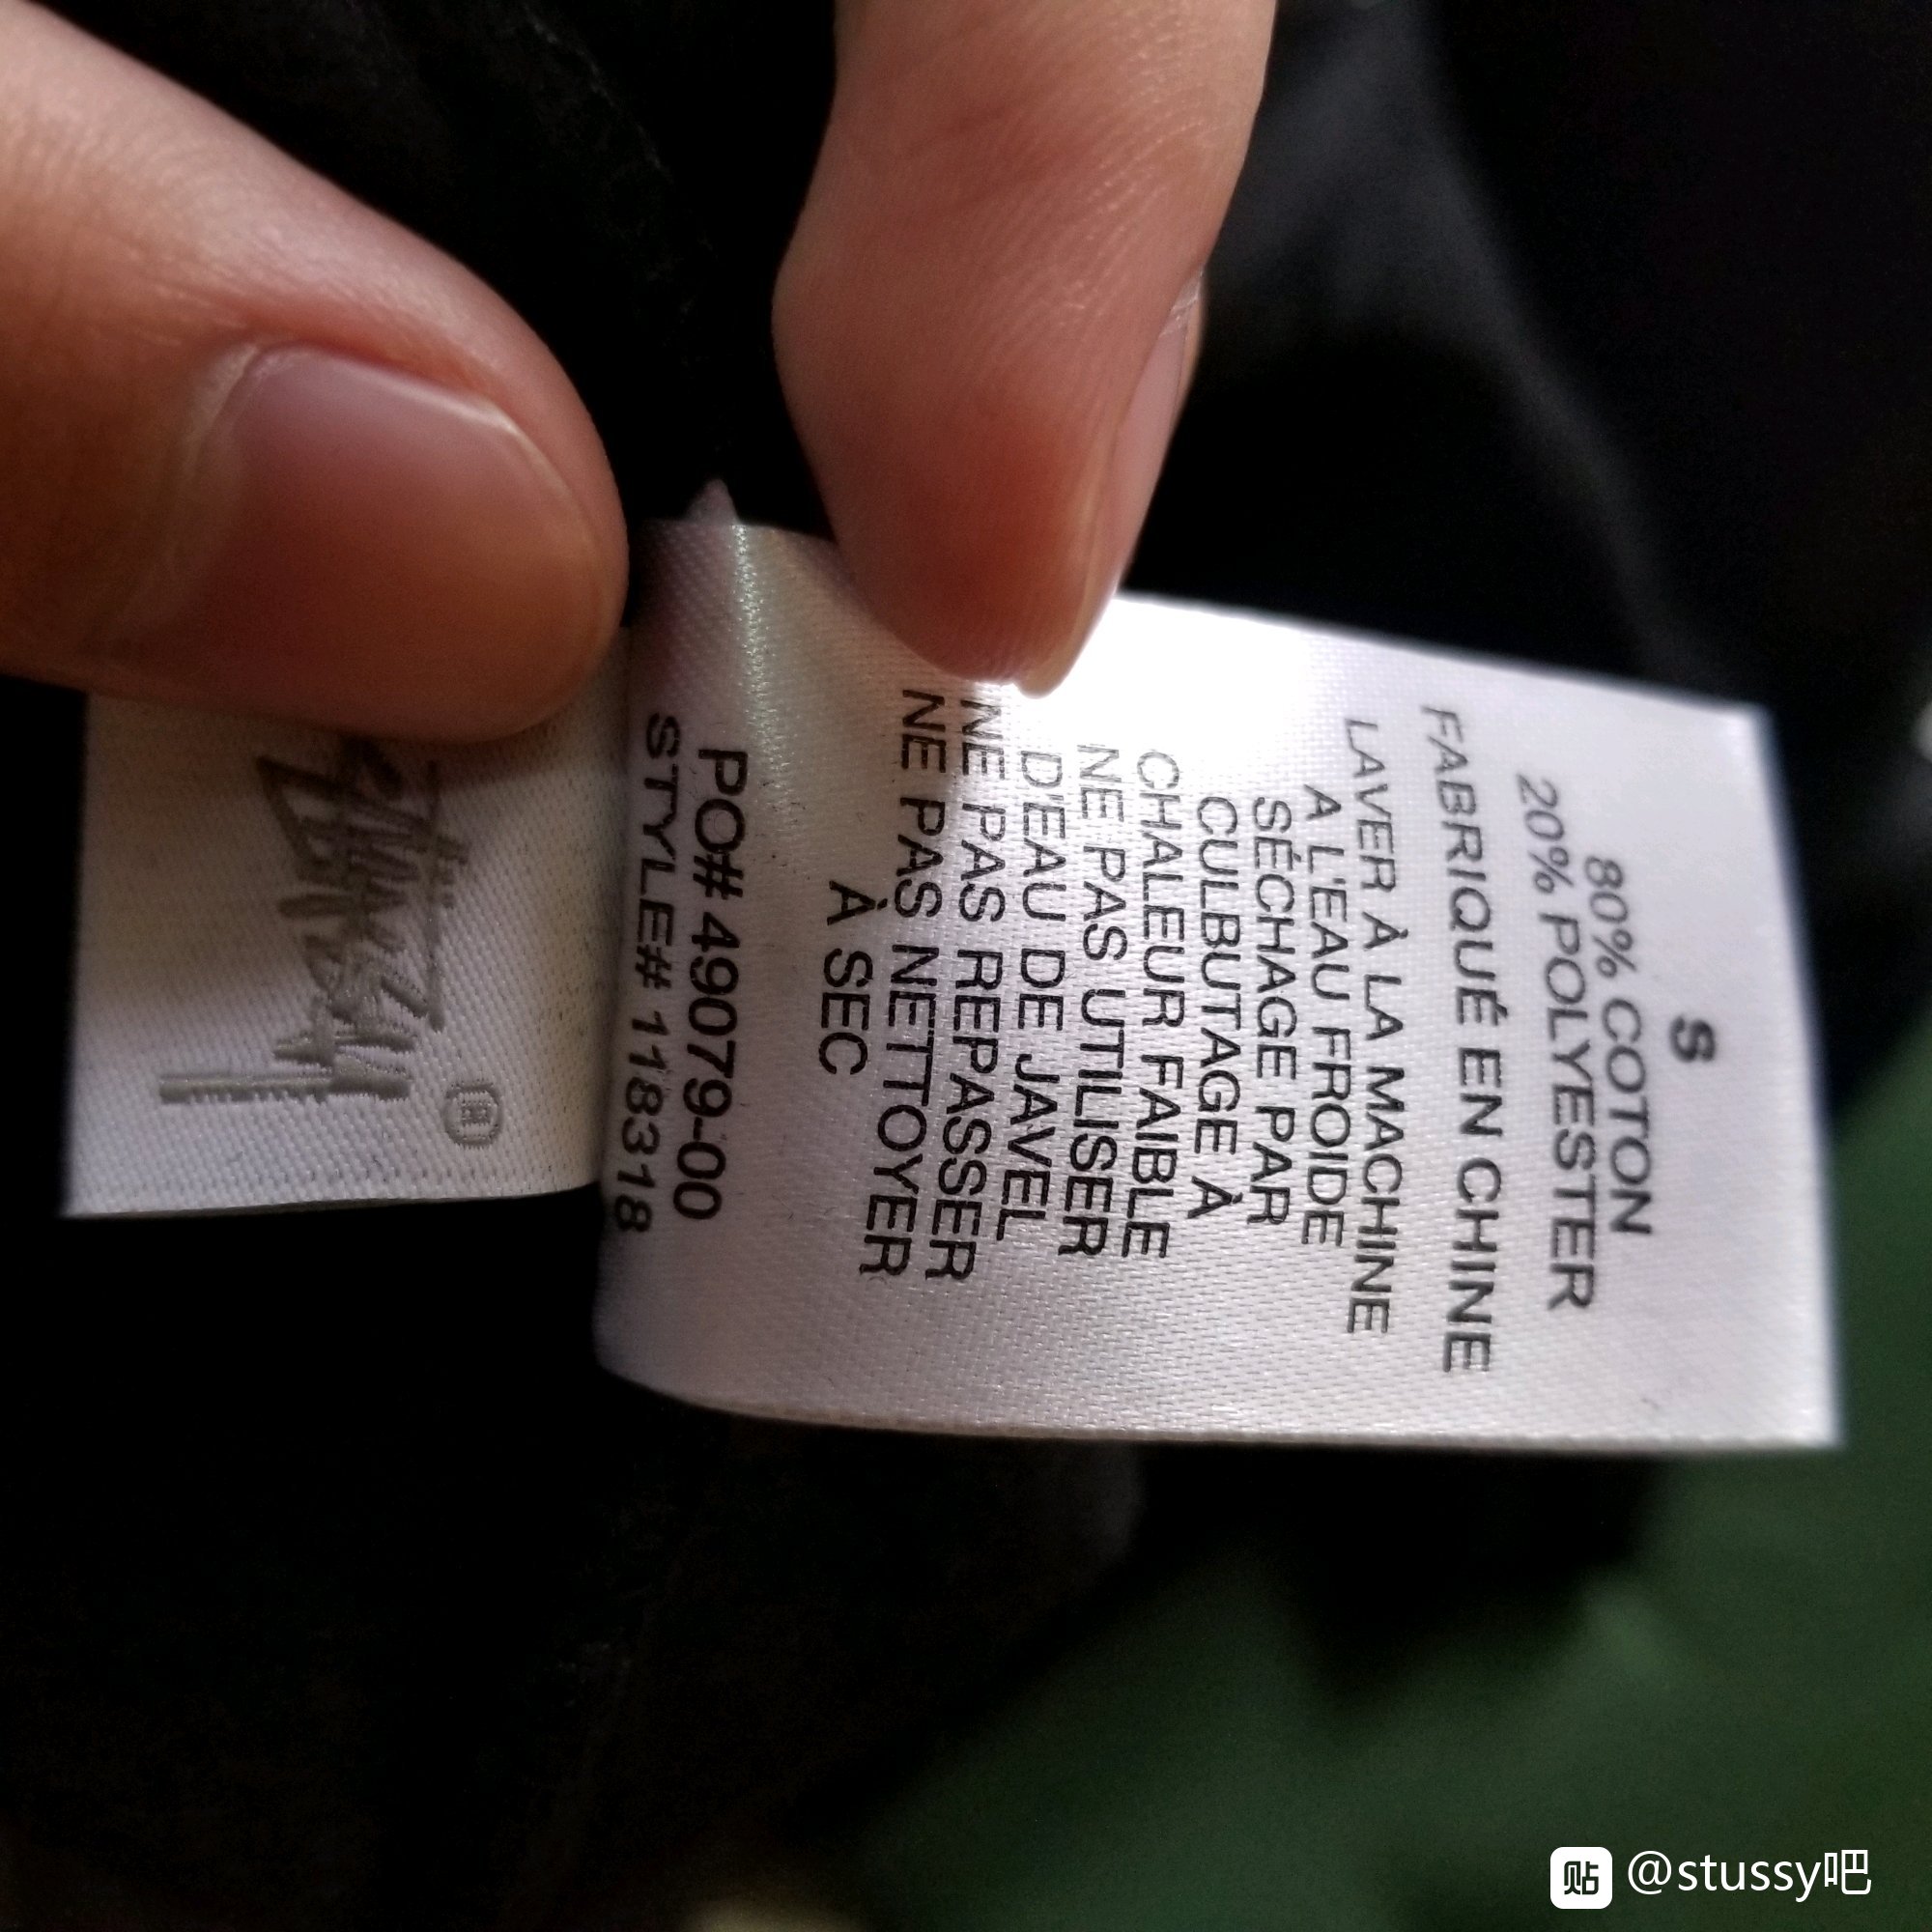 S
80% COTON
20% POLYESTER
FABRIQUÉ EN CHINE
LAVER À LA MACHINE
A L'EAU FROIDE
SÉCHAGE PAR
CULBUTAGE À
CHALEUR FAIBLE
NE PAS UTILISER
D'EAU DE JAVEL
NE PAS REPASSER
NE PAS NETTOYER
À SEC
PO# 49079-00
STYLE# 118318
Stüssy
®
贴 @stussy吧